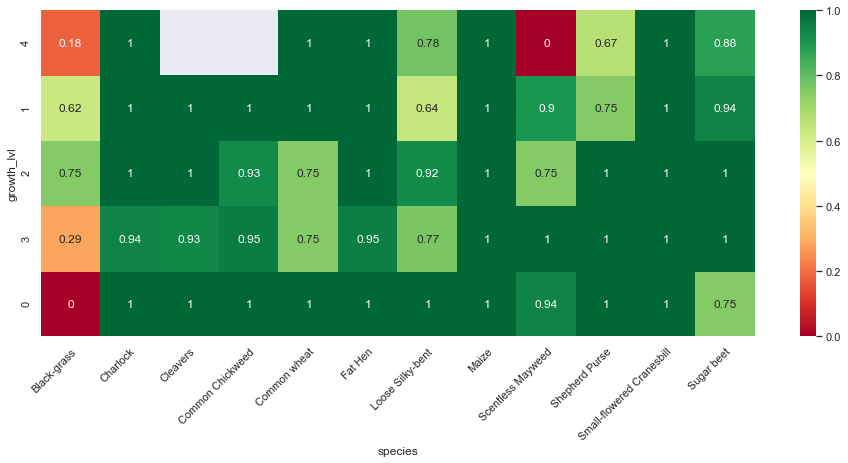 growth_lvl
4 0.18 1 1 1 0.78 1 0 0.67 1 0.88
1 0.62 1 1 1 1 1 0.64 1 0.9 0.75 1 0.94
2 0.75 1 1 0.93 0.75 1 0.92 1 0.75 1 1 1
3 0.29 0.94 0.93 0.95 0.75 0.95 0.77 1 1 1 1 1
0 0 1 1 1 1 1 1 1 0.94 1 1 0.75
Black-grass
Charlock
Cleavers
Common Chickweed
Common wheat
Fat Hen
Loose Silky-bent
Maize
Scentless Mayweed
Shepherd Purse
Small-flowered Cranesbill
Sugar beet
species
1.0
0.8
0.6
0.4
0.2
0.0